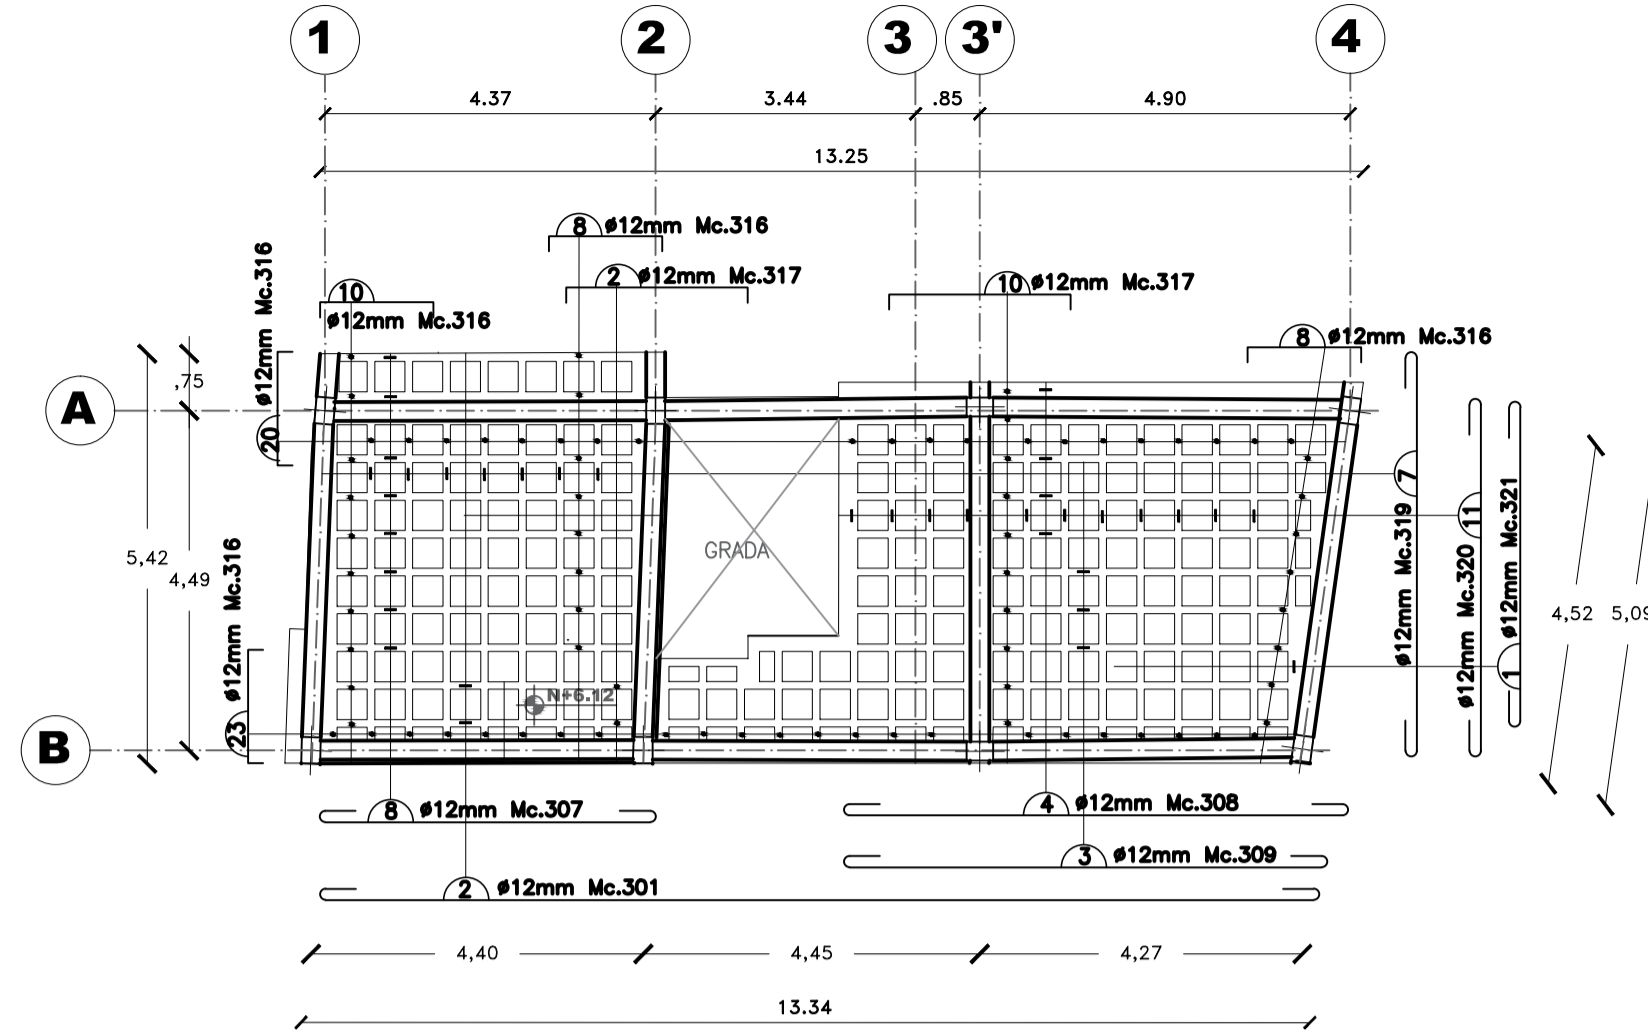 1 2 3 3' 4
4.37 3.44 .85 4.90
13.25
8 ø12mm Mc.316
2 ø12mm Mc.317
10 ø12mm Mc.317
10
ø12mm Mc.316
8 ø12mm Mc.316
20 ø12mm Mc.316
,75
A
5,42
4,49
GRADA
7 ø12mm Mc.319
11 ø12mm Mc.320
1 ø12mm Mc.321
4,52 5,09
23 ø12mm Mc.316
N+6.12
B
8 ø12mm Mc.307
4 ø12mm Mc.308
3 ø12mm Mc.309
2 ø12mm Mc.301
4,40 4,45 4,27
13.34